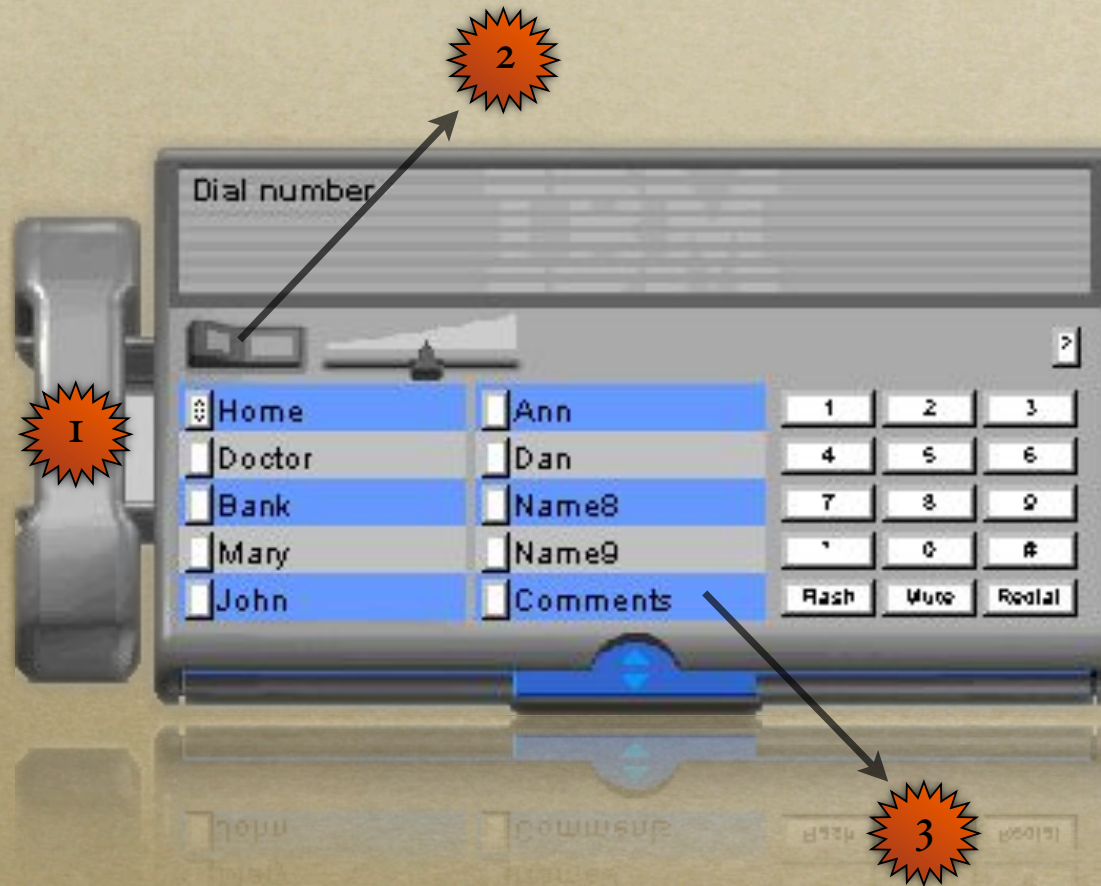 2
Dial number
IBM
?
Home Ann 1 2 3
1 Doctor Dan 4 5 6
Bank Name8 7 8 9
Mary Name9 * 0 #
John Comments Flash Mute Redial
3